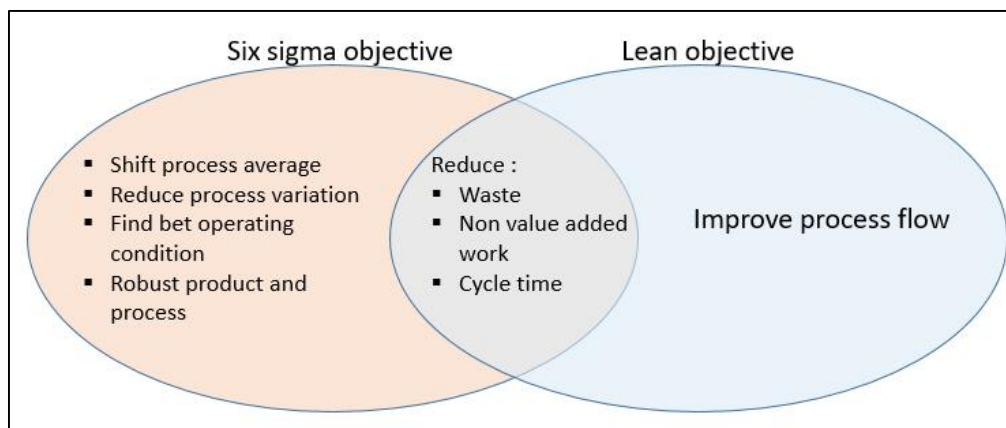 Six sigma objective
Lean objective
▪ Shift process average
▪ Reduce process variation
▪ Find bet operating
condition
▪ Robust product and
process
Reduce :
▪ Waste
▪ Non value added
work
▪ Cycle time
Improve process flow